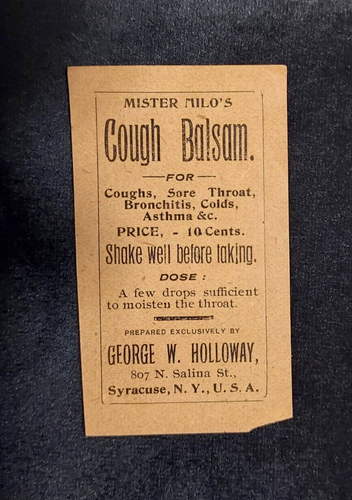 MISTER MILO'S
Cough Balsam.
FOR
Coughs, Sore Throat,
Bronchitis, Colds,
Asthma &c.
PRICE, - 10 Cents.
Shake well before taking.
DOSE:
A few drops sufficient
to moisten the throat.
PREPARED EXCLUSIVELY BY
GEORGE W. HOLLOWAY,
807 N. Salina St.,
Syracuse, N. Y., U. S. A.